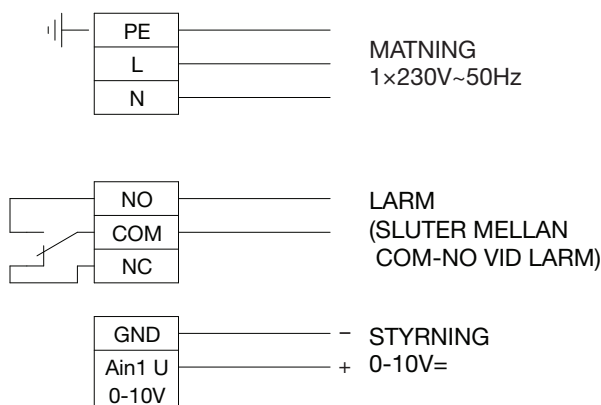 PE
L
N
MATNING
1×230V~50Hz
NO
COM
NC
LARM
(SLUTER MELLAN
COM-NO VID LARM)
GND
Ain1 U
0-10V
− STYRNING
+ 0-10V=